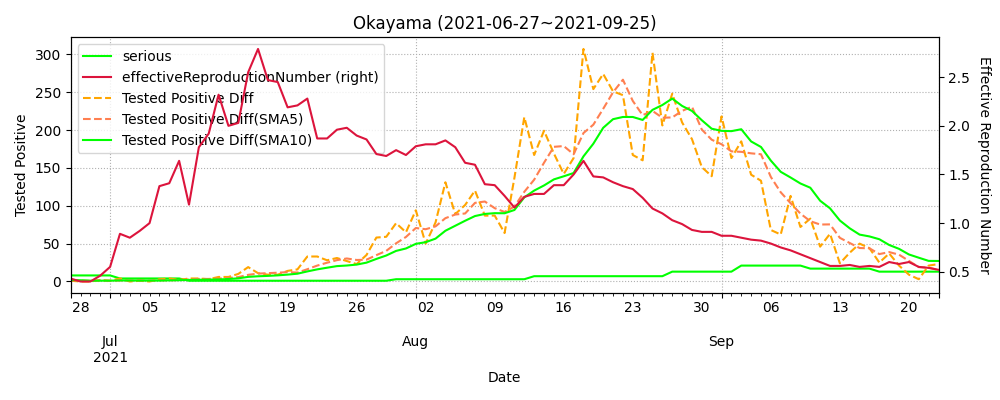 Okayama (2021-06-27~2021-09-25)
serious
effectiveReproductionNumber (right)
Tested Positive Diff
Tested Positive Diff(SMA5)
Tested Positive Diff(SMA10)
Tested Positive
300
250
200
150
100
50
0
2.5
2.0
1.5
1.0
0.5
Effective Reproduction Number
28 05 12 19 26 02 09 16 23 30 06 13 20
Jul Aug Sep
2021
Date